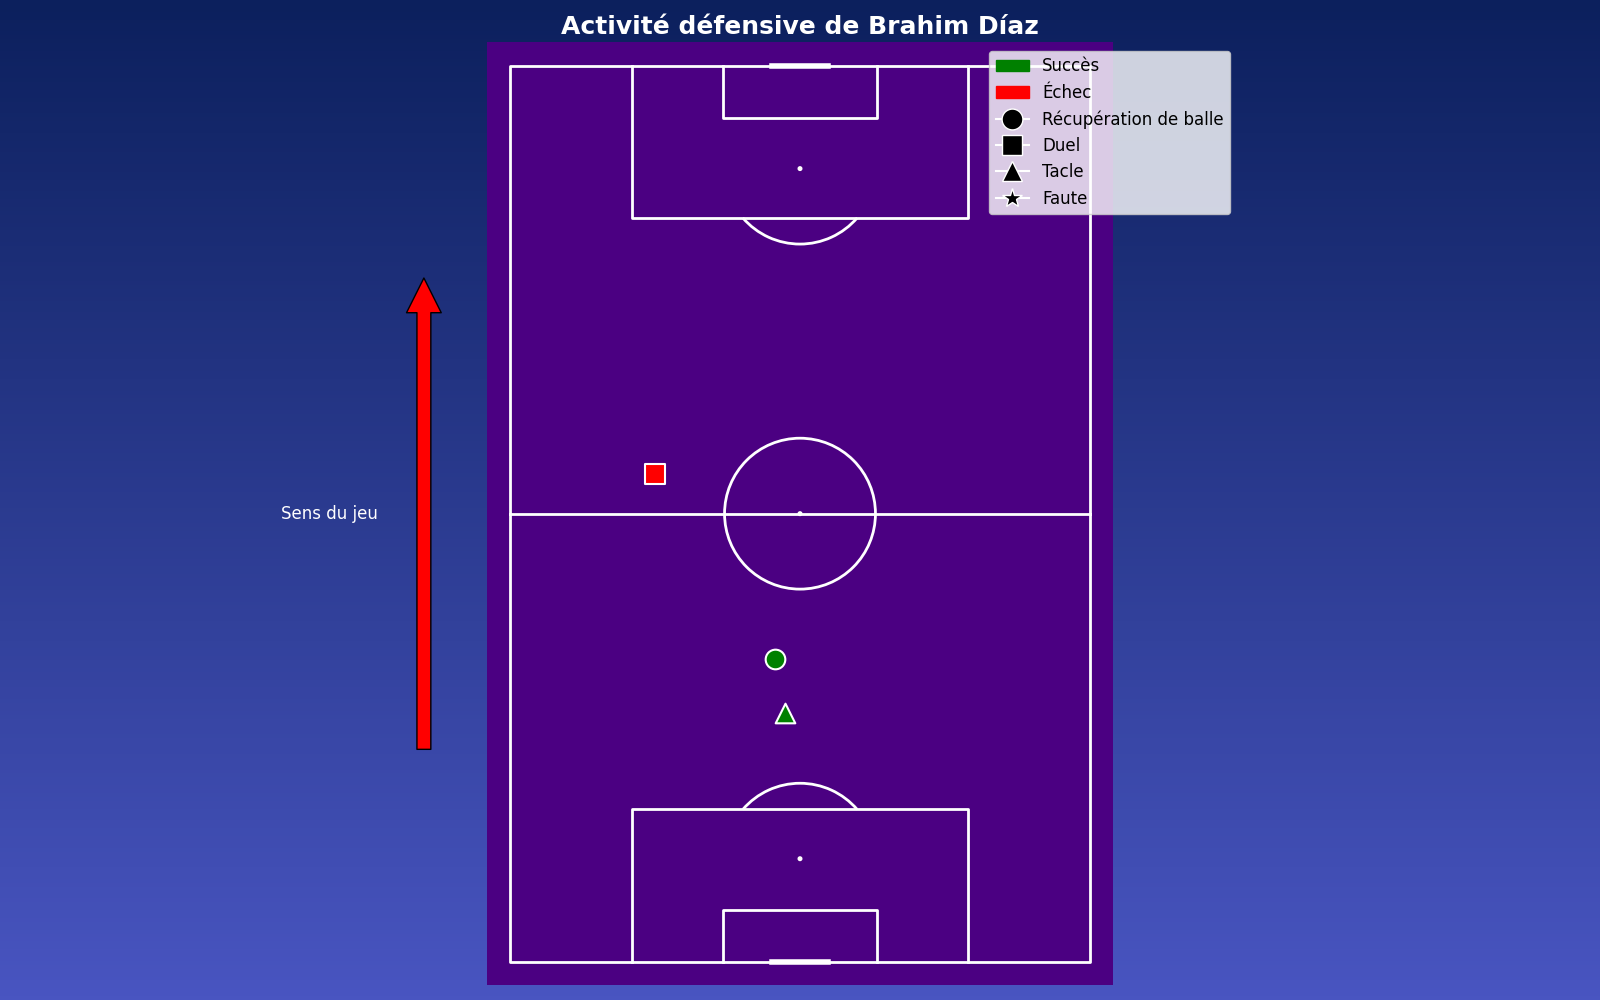 Activité défensive de Brahim Díaz
Succès
Échec
Récupération de balle
Duel
Tacle
Faute
Sens du jeu